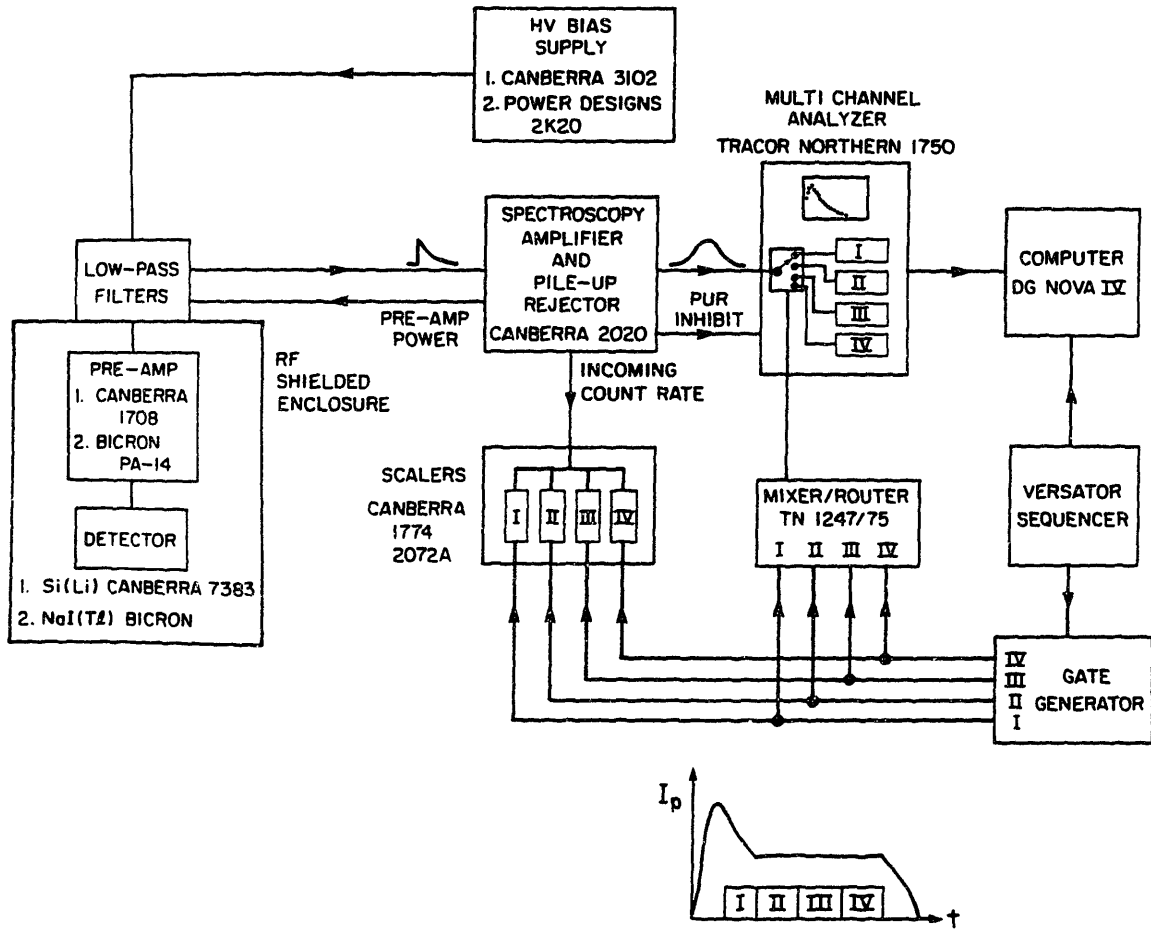 HV BIAS
SUPPLY
1. CANBERRA 3102
2. POWER DESIGNS
2K20
MULTI CHANNEL
ANALYZER
TRACOR NORTHERN 1750
I
II
III
IV
COMPUTER
DG NOVA IV
LOW-PASS
FILTERS
PRE-AMP
POWER
SPECTROSCOPY
AMPLIFIER
AND
PILE-UP
REJECTOR
CANBERRA 2020
PUR
INHIBIT
INCOMING
COUNT RATE
PRE-AMP
1. CANBERRA
1708
2. BICRON
PA-14
DETECTOR
1. Si(Li) CANBERRA 7383
2. NaI(Tℓ) BICRON
RF
SHIELDED
ENCLOSURE
SCALERS
CANBERRA
1774
2072A
I II III IV
MIXER/ROUTER
TN 1247/75
I II III IV
VERSATOR
SEQUENCER
IV
III
II
I
GATE
GENERATOR
Ip
I II III IV
t